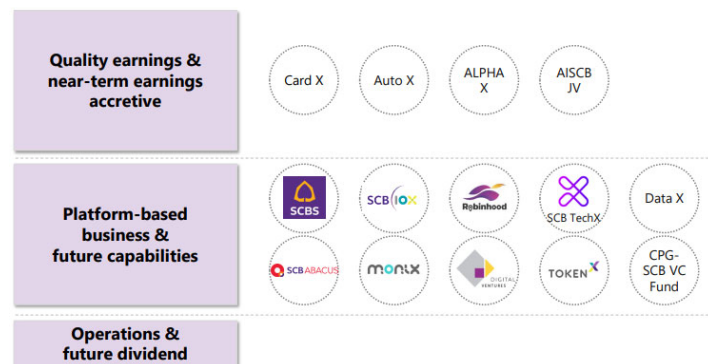 Quality earnings &
near-term earnings
accretive
Card X
Auto X
ALPHA
X
AISCB
JV
Platform-based
business &
future capabilities
SCBS
SCB 10X
Robinhood
SCB TechX
Data X
SCB ABACUS
MONIX
DIGITAL
VENTURES
TOKEN X
CPG-
SCB VC
Fund
Operations &
future dividend